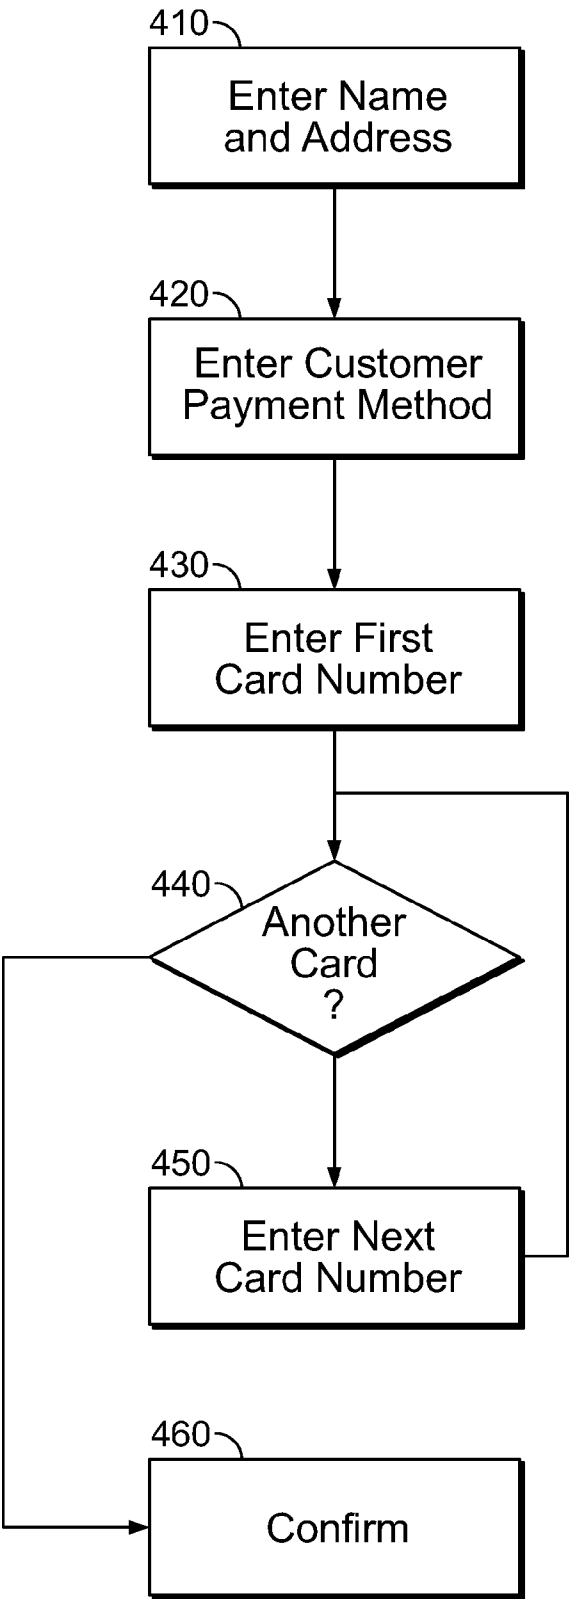 410
Enter Name
and Address
420
Enter Customer
Payment Method
430
Enter First
Card Number
440
Another
Card
?
450
Enter Next
Card Number
460
Confirm